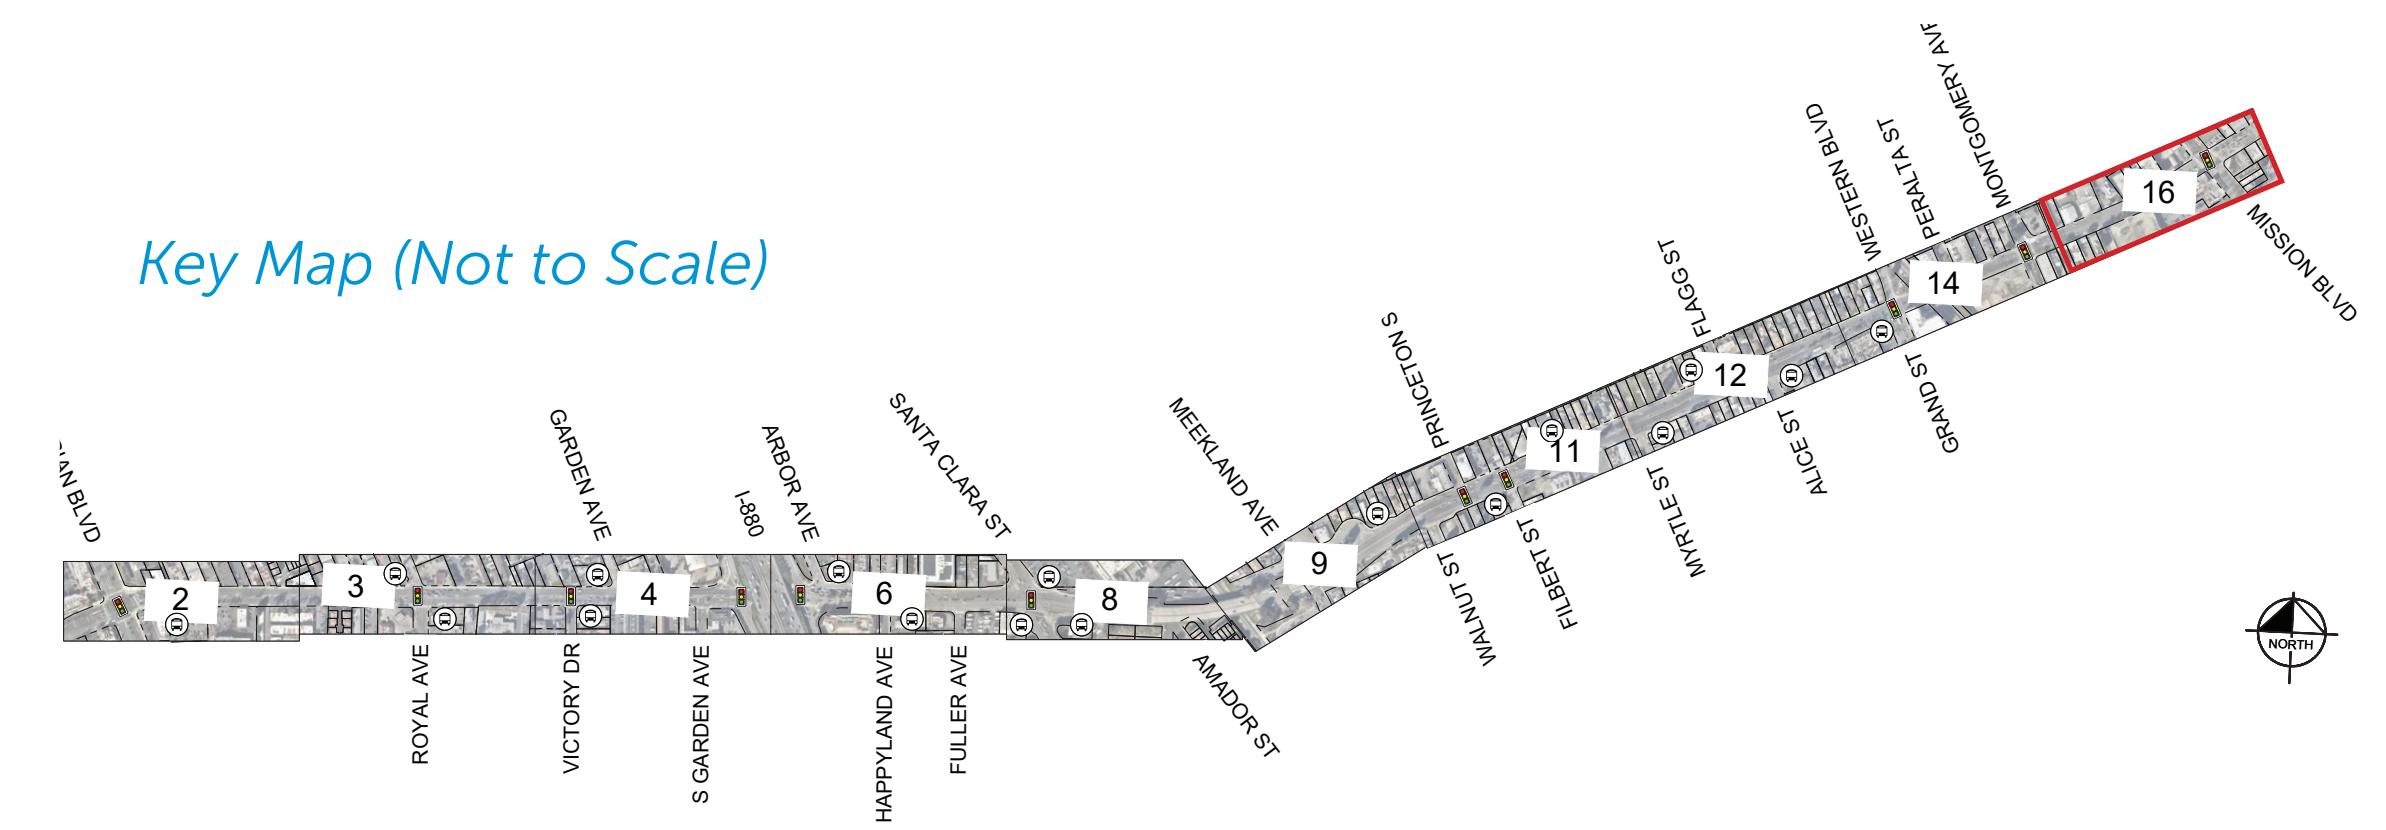 Key Map (Not to Scale)
BLVD
ROYAL AVE
GARDEN AVE
VICTORY DR
S GARDEN AVE
I-880
ARBOR AVE
HAPPYLAND AVE
SANTA CLARA ST
FULLER AVE
MEEKLAND AVE
AMADOR ST
PRINCETON S
WALNUT ST
FILBERT ST
FLAGG ST
MYRTLE ST
ALICE ST
WESTERN BLVD
PERALTA ST
GRAND ST
MONTGOMERY AVE
MISSION BLVD
2
3
4
6
8
9
11
12
14
16
NORTH